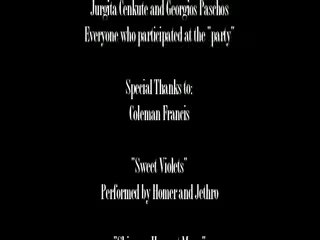 Jurgita Cenkute and Georgios Paschos
Everyone who participated at the "party"
Special Thanks to:
Coleman Francis
"Sweet Violets"
Performed by Homer and Jethro